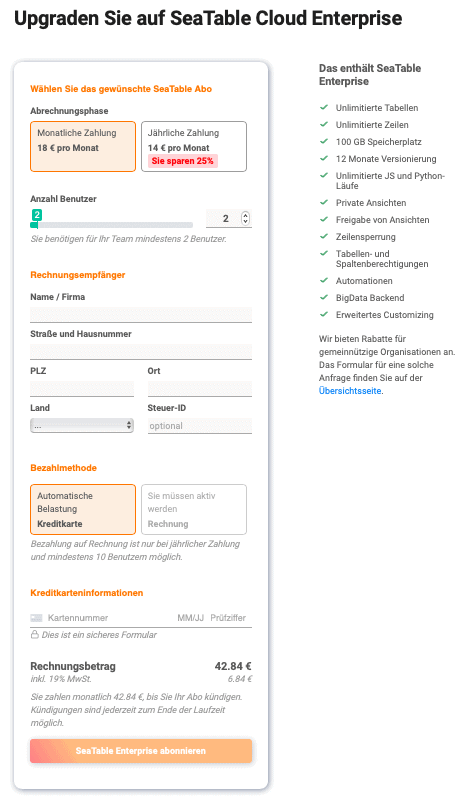 Upgraden Sie auf SeaTable Cloud Enterprise
Wählen Sie das gewünschte SeaTable Abo
Abrechnungsphase
Monatliche Zahlung
18 € pro Monat
Jährliche Zahlung
14 € pro Monat
Sie sparen 25%
Anzahl Benutzer
2
2
Sie benötigen für Ihr Team mindestens 2 Benutzer.
Rechnungsempfänger
Name / Firma
Straße und Hausnummer
PLZ
Ort
Land
Steuer-ID
...
optional
Bezahlmethode
Automatische
Belastung
Kreditkarte
Sie müssen aktiv
werden
Rechnung
Bezahlung auf Rechnung ist nur bei jährlicher Zahlung
und mindestens 10 Benutzern möglich.
Kreditkarteninformationen
Kartennummer MM/JJ Prüfziffer
Dies ist ein sicheres Formular
Rechnungsbetrag 42.84 €
inkl. 19% MwSt. 6.84 €
Sie zahlen monatlich 42.84 €, bis Sie Ihr Abo kündigen.
Kündigungen sind jederzeit zum Ende der Laufzeit
möglich.
SeaTable Enterprise abonnieren
Das enthält SeaTable
Enterprise
Unlimitierte Tabellen
Unlimitierte Zeilen
100 GB Speicherplatz
12 Monate Versionierung
Unlimitierte JS und Python-
Läufe
Private Ansichten
Freigabe von Ansichten
Zeilensperrung
Tabellen- und
Spaltenberechtigungen
Automationen
BigData Backend
Erweitertes Customizing
Wir bieten Rabatte für
gemeinnützige Organisationen an.
Das Formular für eine solche
Anfrage finden Sie auf der
Übersichtsseite.